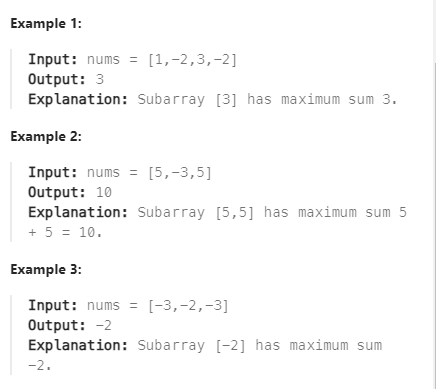 Example 1:
Input: nums = [1,-2,3,-2]
Output: 3
Explanation: Subarray [3] has maximum sum 3.
Example 2:
Input: nums = [5,-3,5]
Output: 10
Explanation: Subarray [5,5] has maximum sum 5
+ 5 = 10.
Example 3:
Input: nums = [-3,-2,-3]
Output: -2
Explanation: Subarray [-2] has maximum sum
-2.